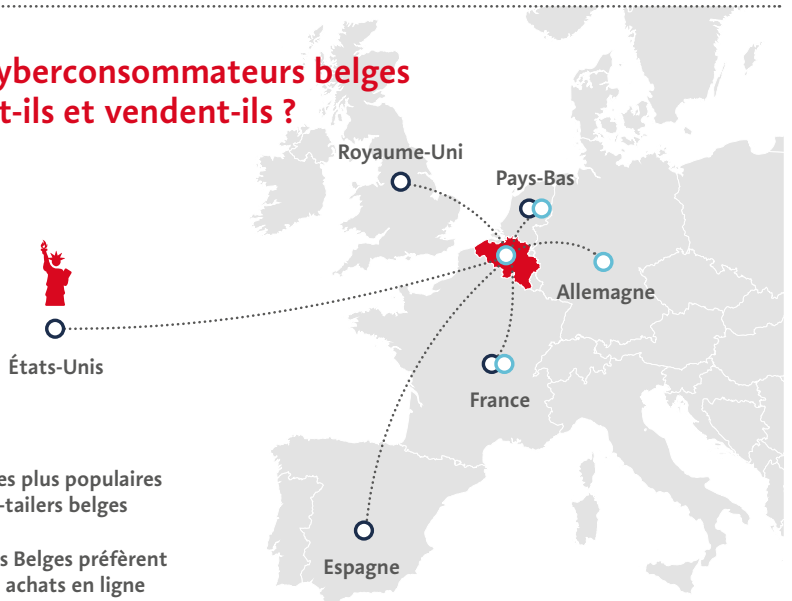 yberconsommateurs belges
t-ils et vendent-ils ?
Royaume-Uni
Pays-Bas
Allemagne
États-Unis
France
es plus populaires
-tailers belges
s Belges préfèrent
achats en ligne
Espagne